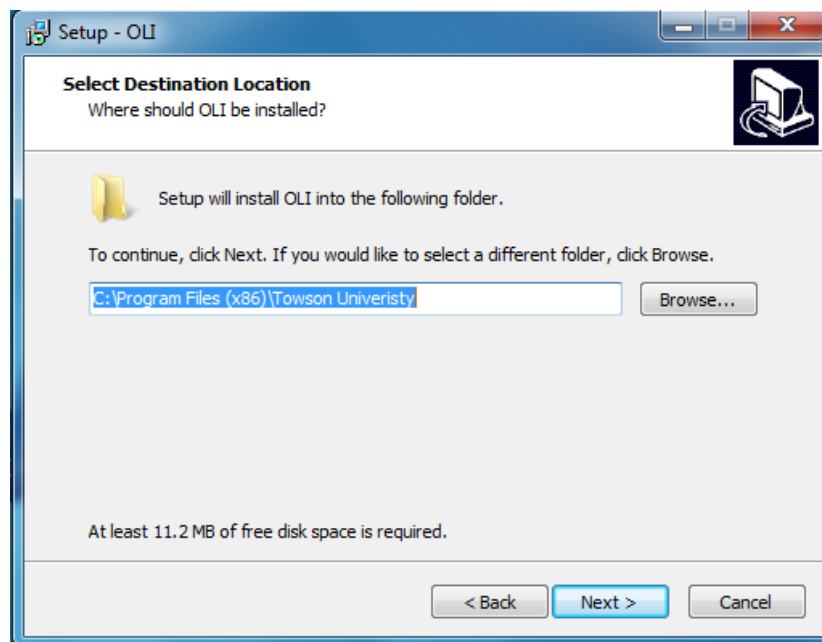 Setup - OLI
Select Destination Location
Where should OLI be installed?
Setup will install OLI into the following folder.
To continue, click Next. If you would like to select a different folder, click Browse.
C:\Program Files (x86)\Towson Univeristy
Browse...
At least 11.2 MB of free disk space is required.
< Back Next > Cancel